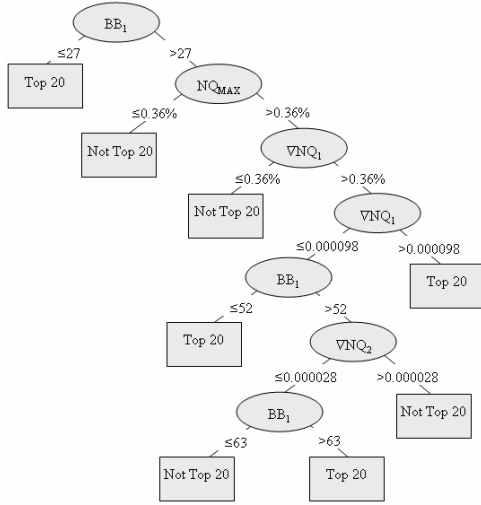 BB1
≤27
>27
Top 20
NQMAX
≤0.36%
>0.36%
Not Top 20
∇NQ1
≤0.36%
>0.36%
Not Top 20
∇NQ1
≤0.000098
>0.000098
BB1
Top 20
≤52
>52
Top 20
∇NQ2
≤0.000028
>0.000028
BB1
Not Top 20
≤63
>63
Not Top 20
Top 20